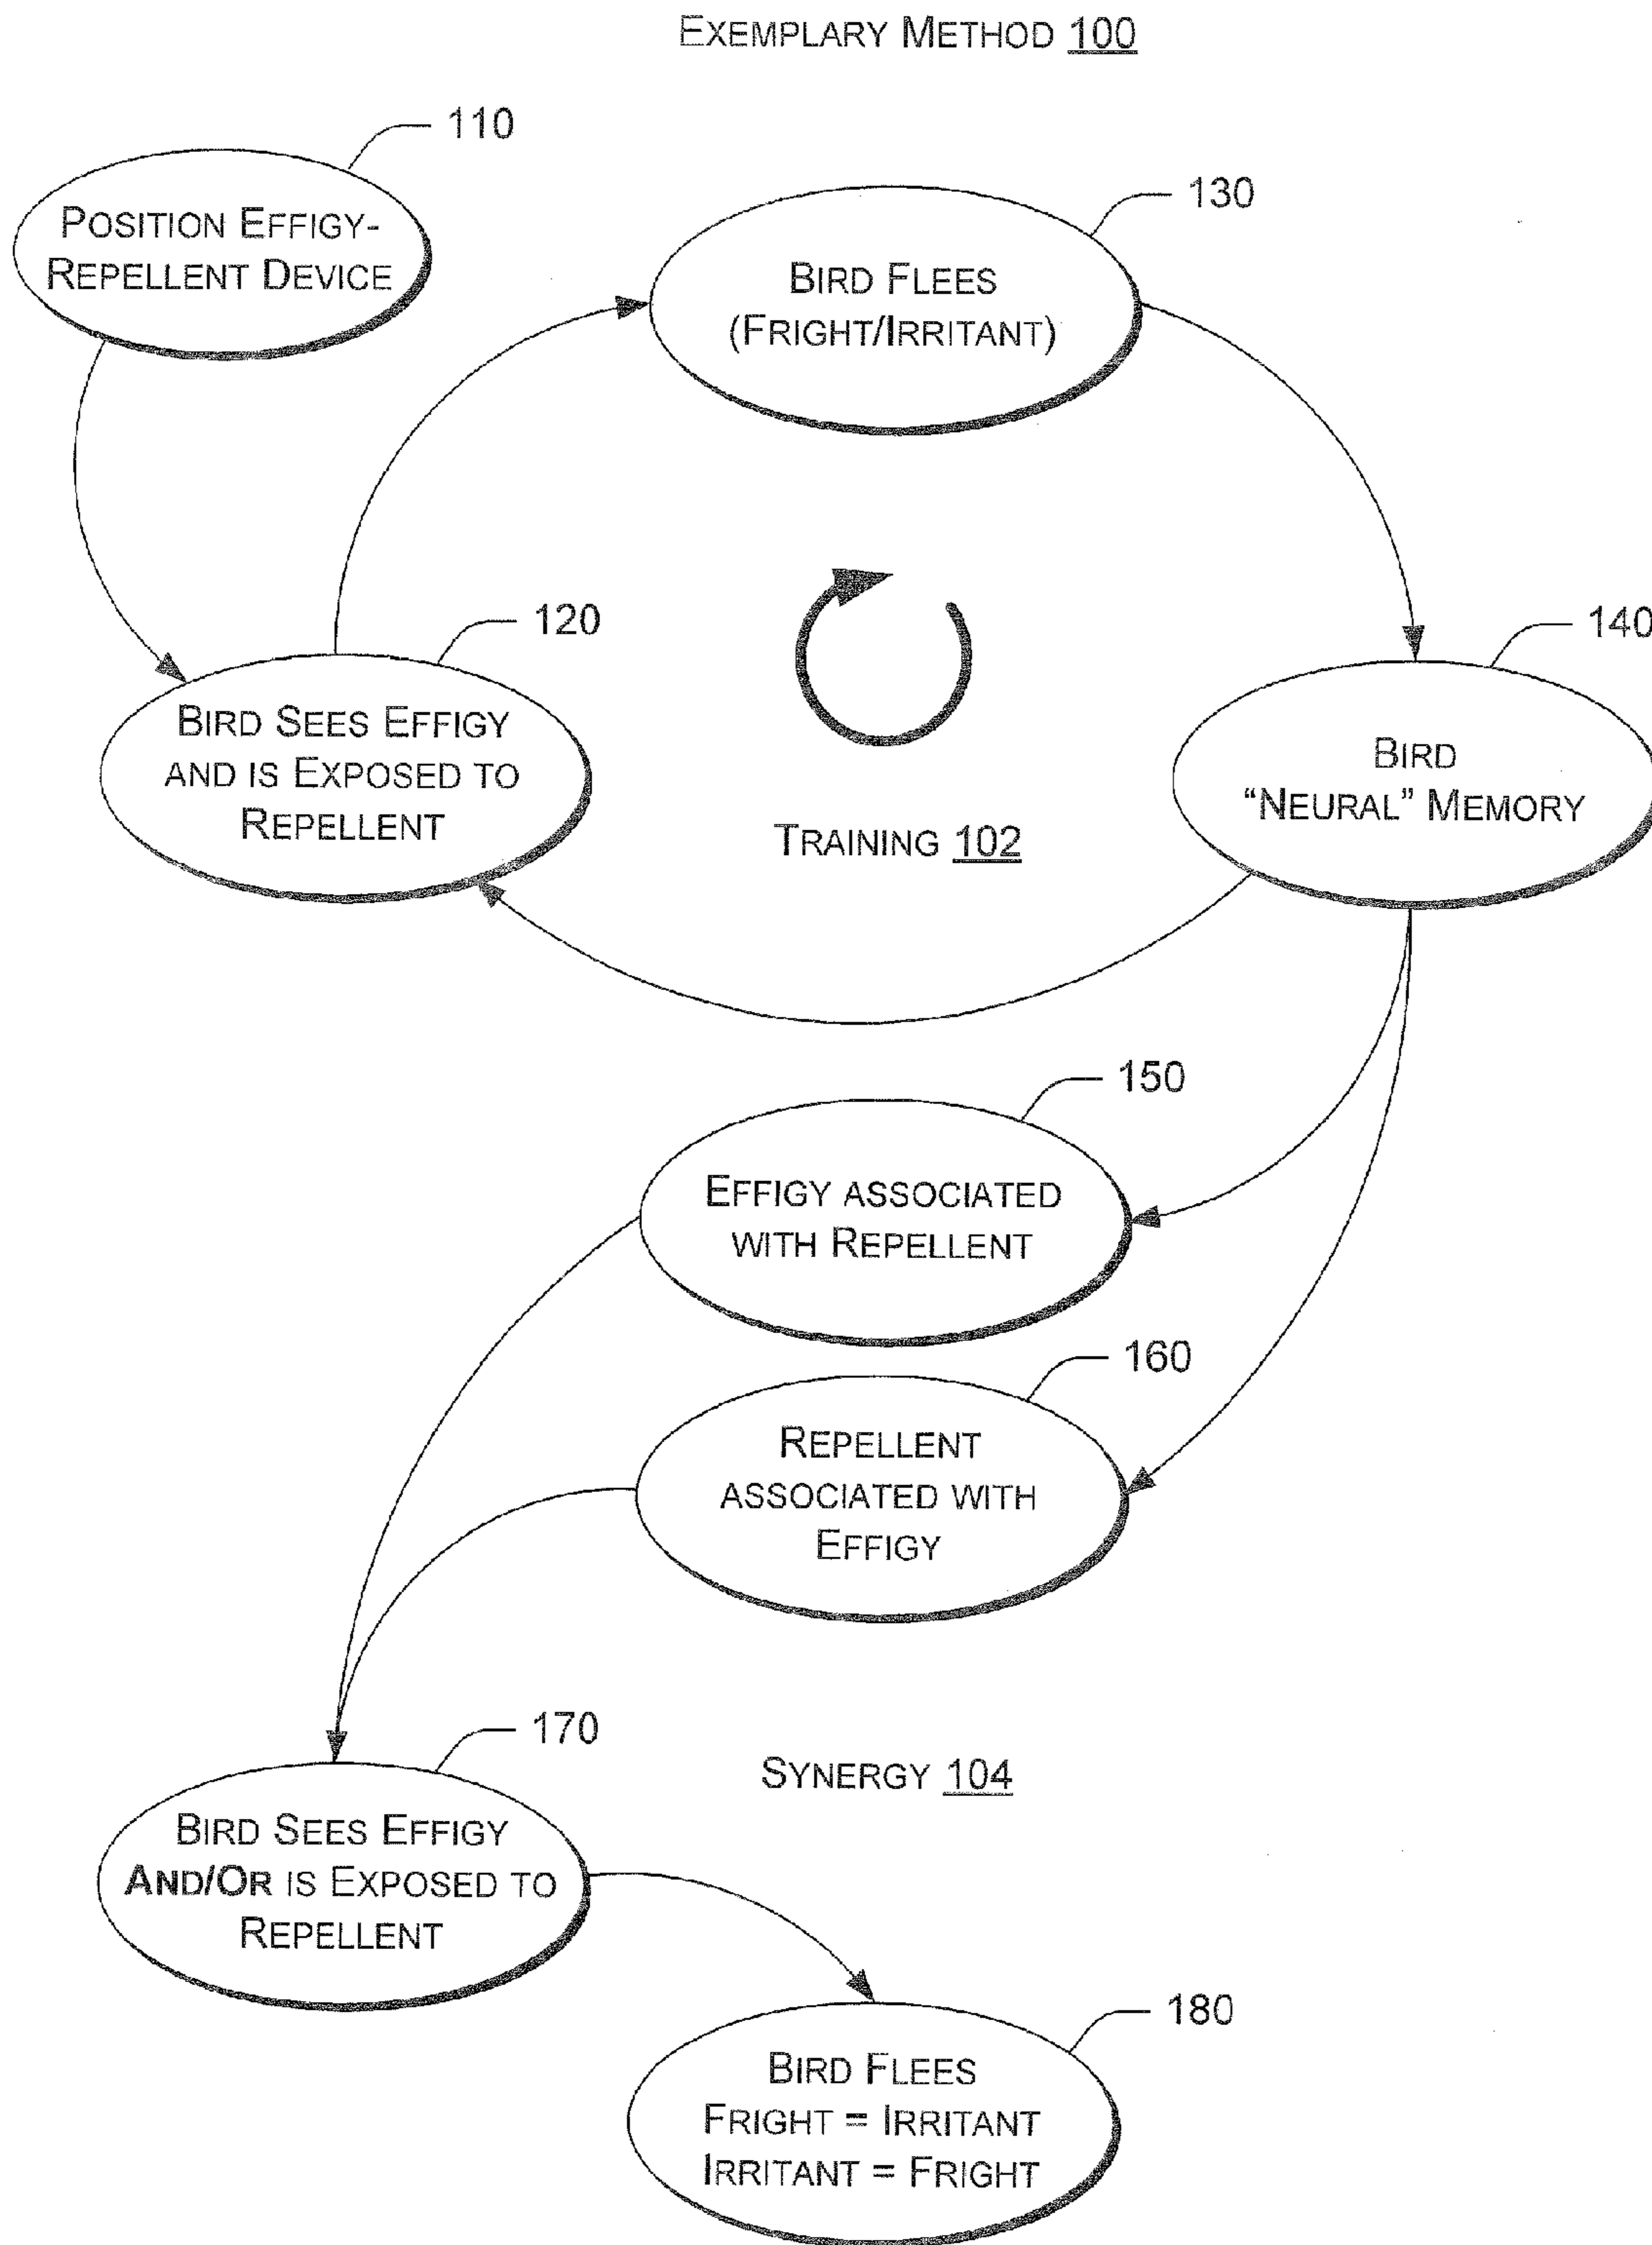 EXEMPLARY METHOD 100
110
POSITION EFFIGY-
REPELLENT DEVICE
130
BIRD FLEES
(FRIGHT/IRRITANT)
120
BIRD SEES EFFIGY
AND IS EXPOSED TO
REPELLENT
140
BIRD
“NEURAL” MEMORY
TRAINING 102
150
EFFIGY ASSOCIATED
WITH REPELLENT
160
REPELLENT
ASSOCIATED WITH
EFFIGY
170
BIRD SEES EFFIGY
AND/OR IS EXPOSED TO
REPELLENT
SYNERGY 104
180
BIRD FLEES
FRIGHT = IRRITANT
IRRITANT = FRIGHT